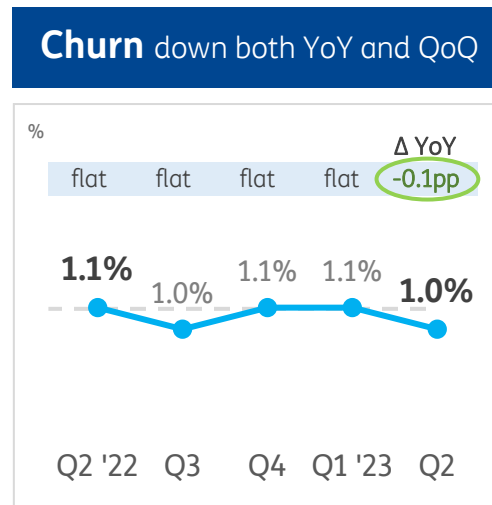 Churn down both YoY and QoQ
%
Δ YoY
flat flat flat flat -0.1pp
1.1% 1.0% 1.1% 1.1% 1.0%
Q2 '22 Q3 Q4 Q1 '23 Q2